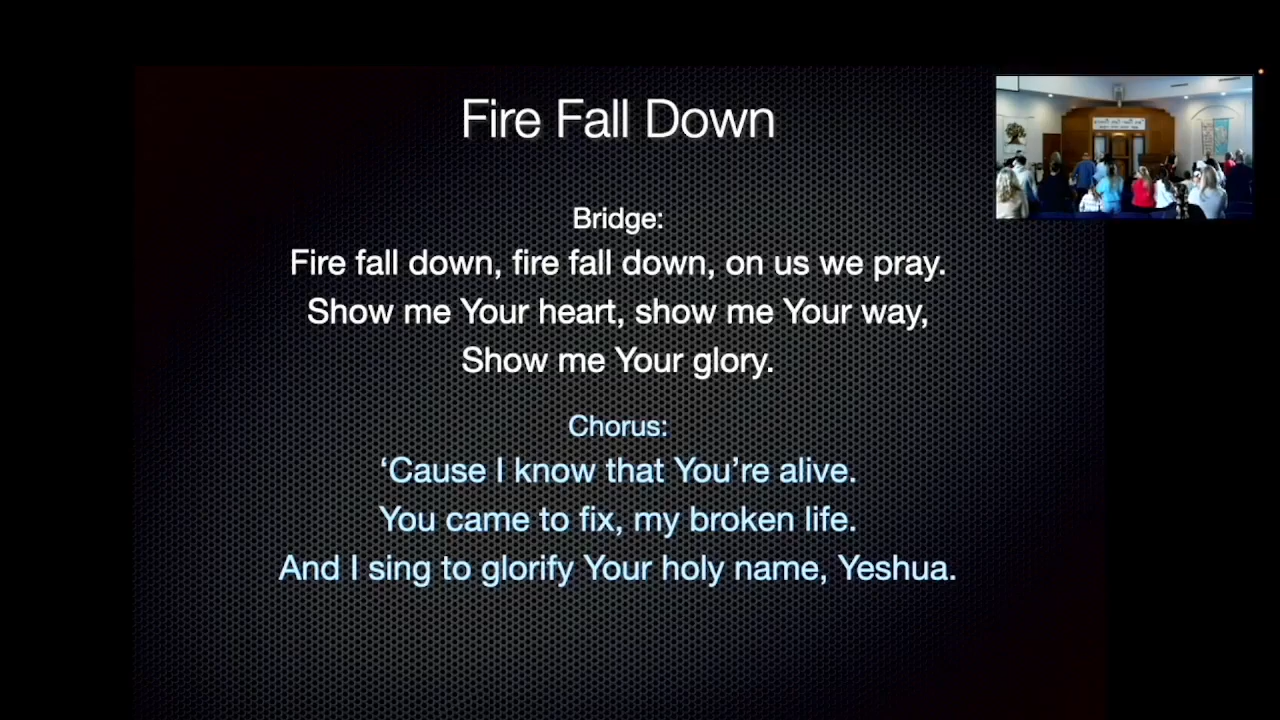 Fire Fall Down
Bridge:
Fire fall down, fire fall down, on us we pray.
Show me Your heart, show me Your way,
Show me Your glory.
Chorus:
‘Cause I know that You’re alive.
You came to fix, my broken life.
And I sing to glorify Your holy name, Yeshua.